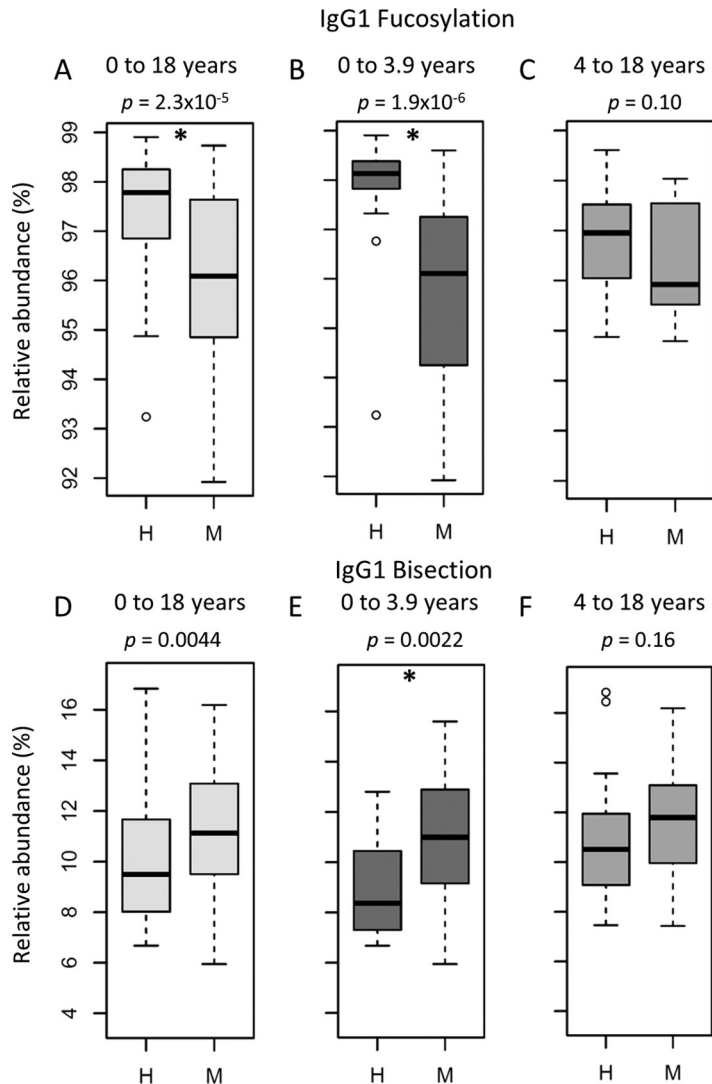 IgG1 Fucosylation
A 0 to 18 years
p = 2.3x10⁻⁵
B 0 to 3.9 years
p = 1.9x10⁻⁶
C 4 to 18 years
p = 0.10
Relative abundance (%)
99
98
97
96
95
94
93
92
*
*
H M
H M
H M
IgG1 Bisection
D 0 to 18 years
p = 0.0044
E 0 to 3.9 years
p = 0.0022
F 4 to 18 years
p = 0.16
Relative abundance (%)
16
14
12
10
8
6
4
*
H M
H M
H M